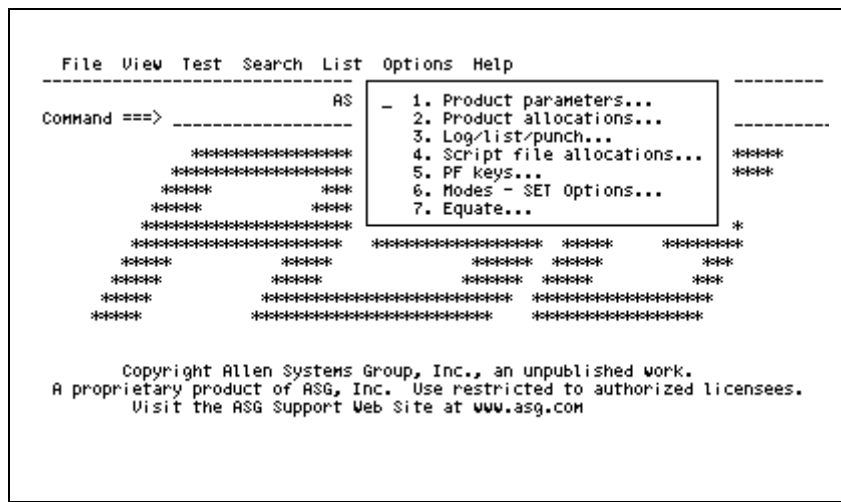 File View Test Search List Options Help
AS
Command ===> 
_ 1. Product parameters...
2. Product allocations...
3. Log/list/punch...
4. Script file allocations...
5. PF keys...
6. Modes - SET Options...
7. Equate...
Copyright Allen Systems Group, Inc., an unpublished work.
A proprietary product of ASG, Inc. Use restricted to authorized licensees.
Visit the ASG Support Web Site at www.asg.com